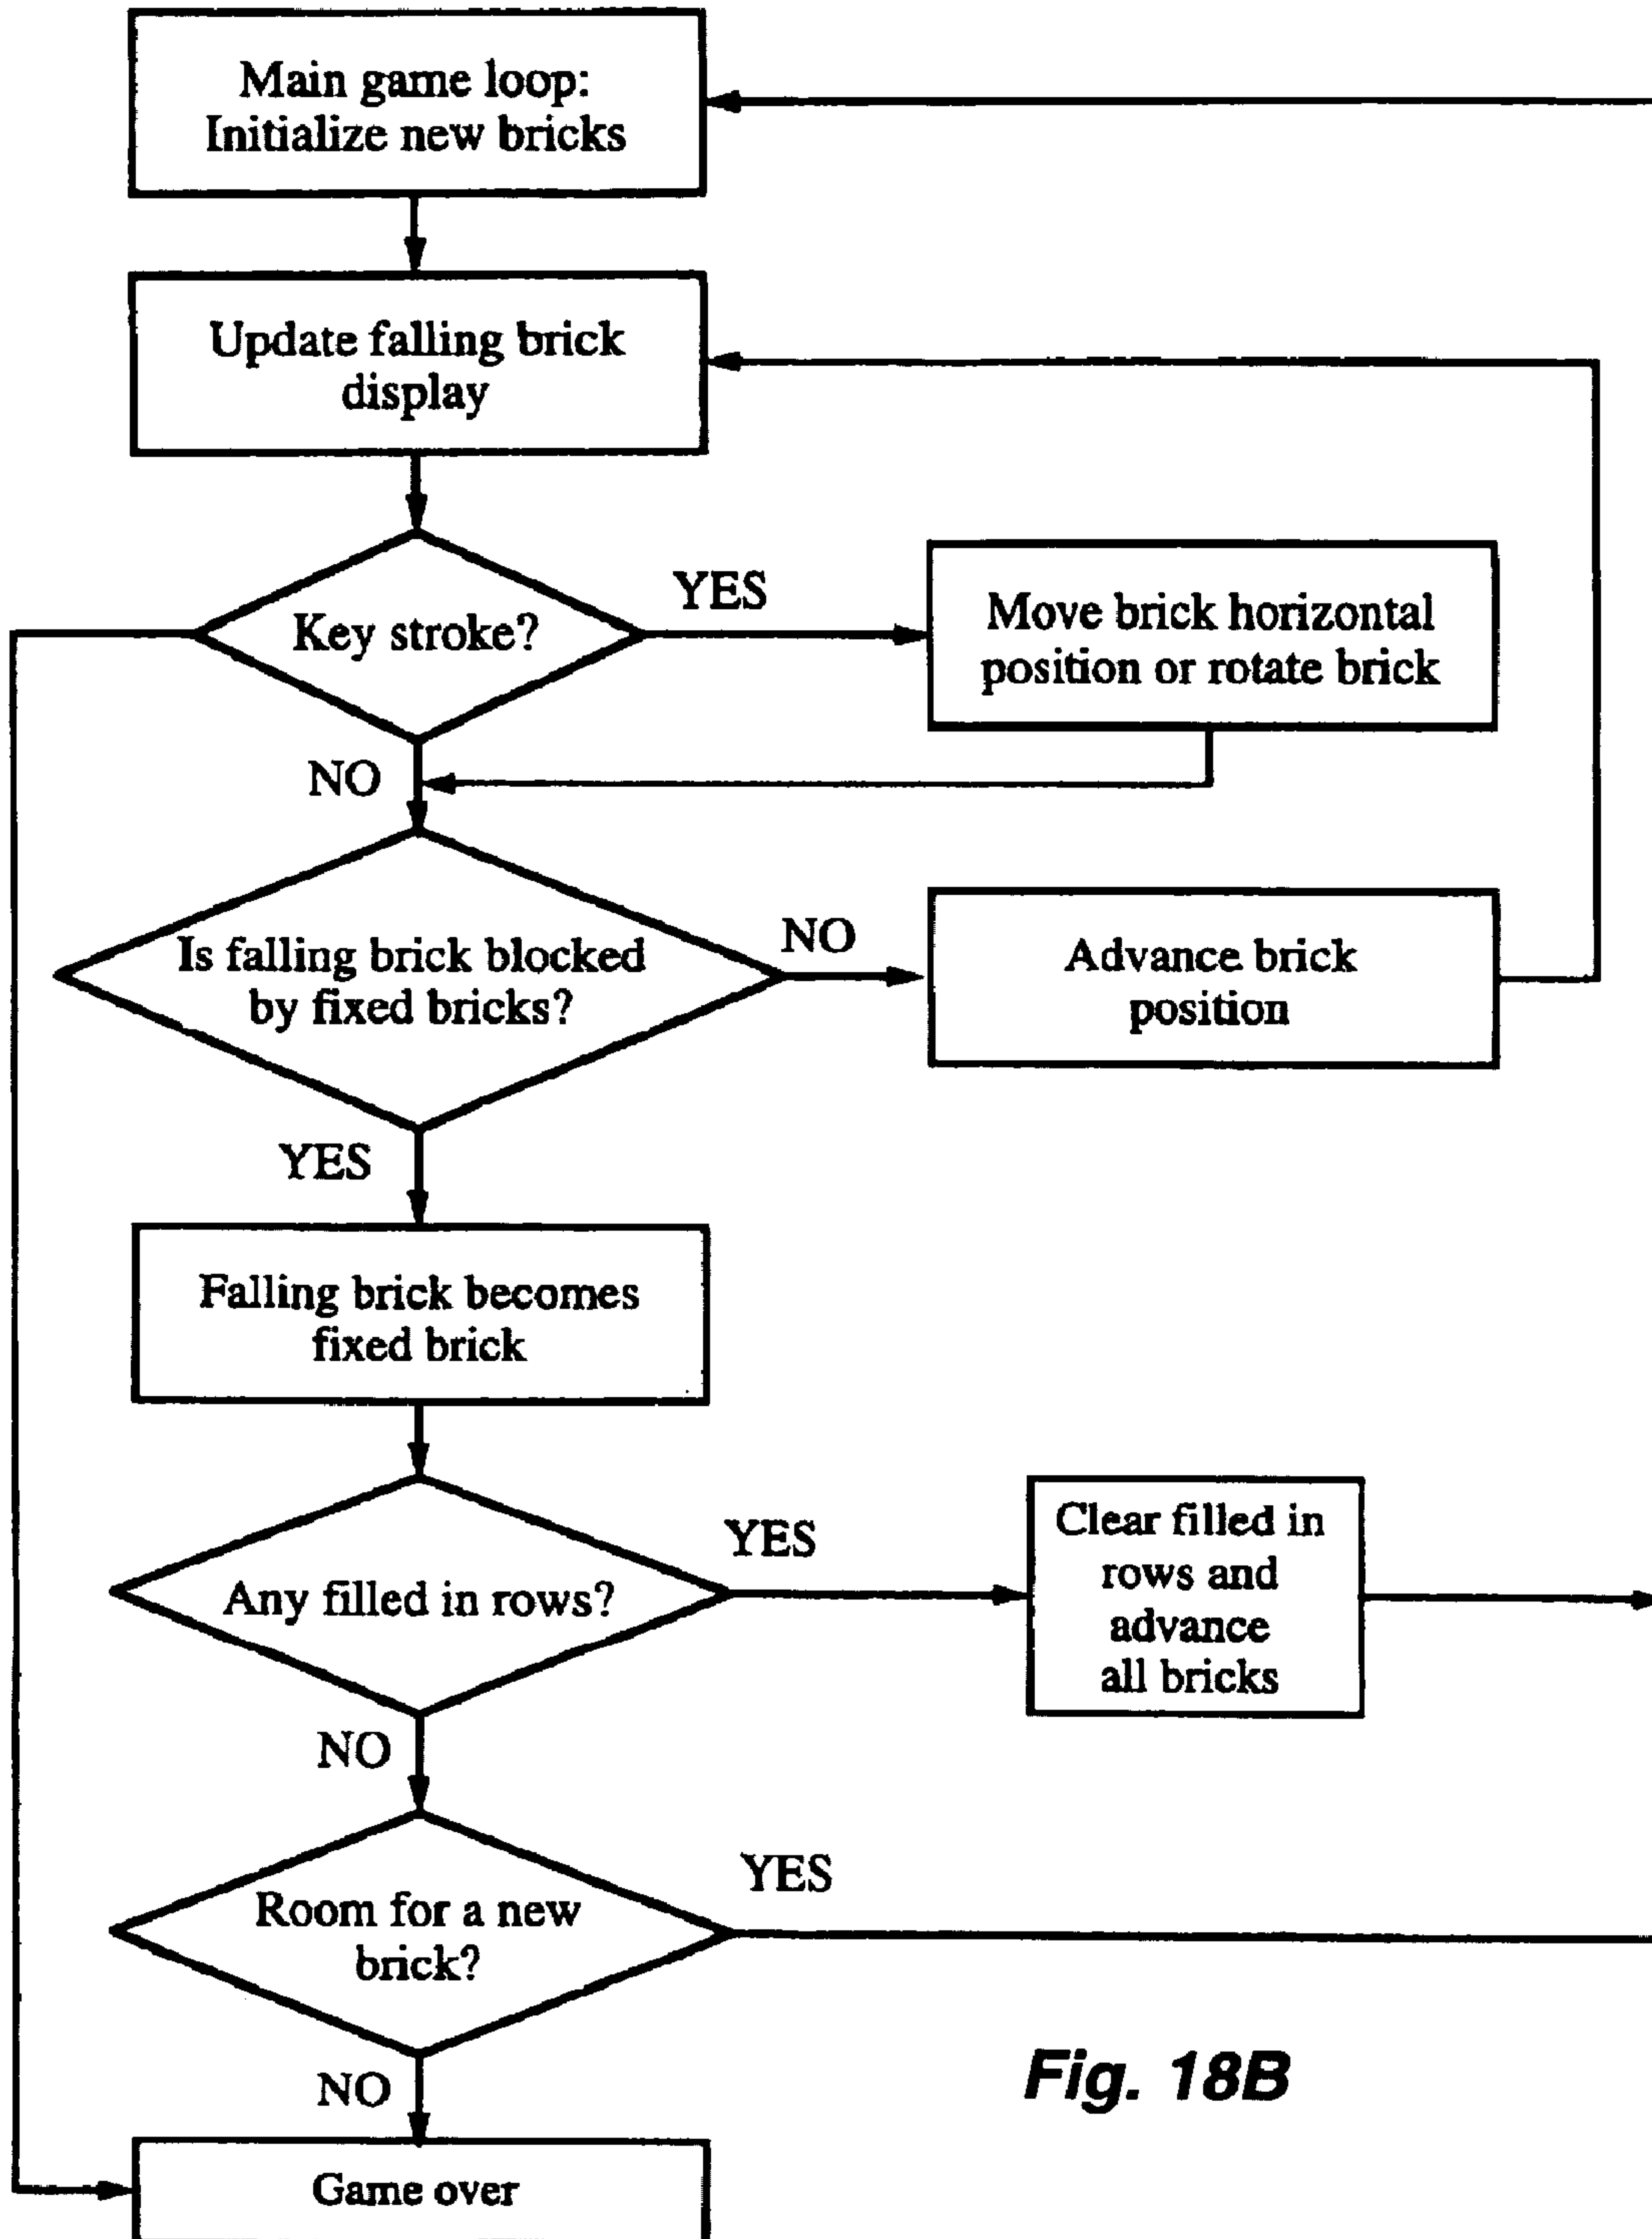 Main game loop:
Initialize new bricks
Update falling brick
display
Key stroke?
YES
Move brick horizontal
position or rotate brick
NO
Is falling brick blocked
by fixed bricks?
NO
Advance brick
position
YES
Falling brick becomes
fixed brick
Any filled in rows?
YES
Clear filled in
rows and
advance
all bricks
NO
Room for a new
brick?
YES
NO
Game over
Fig. 18B